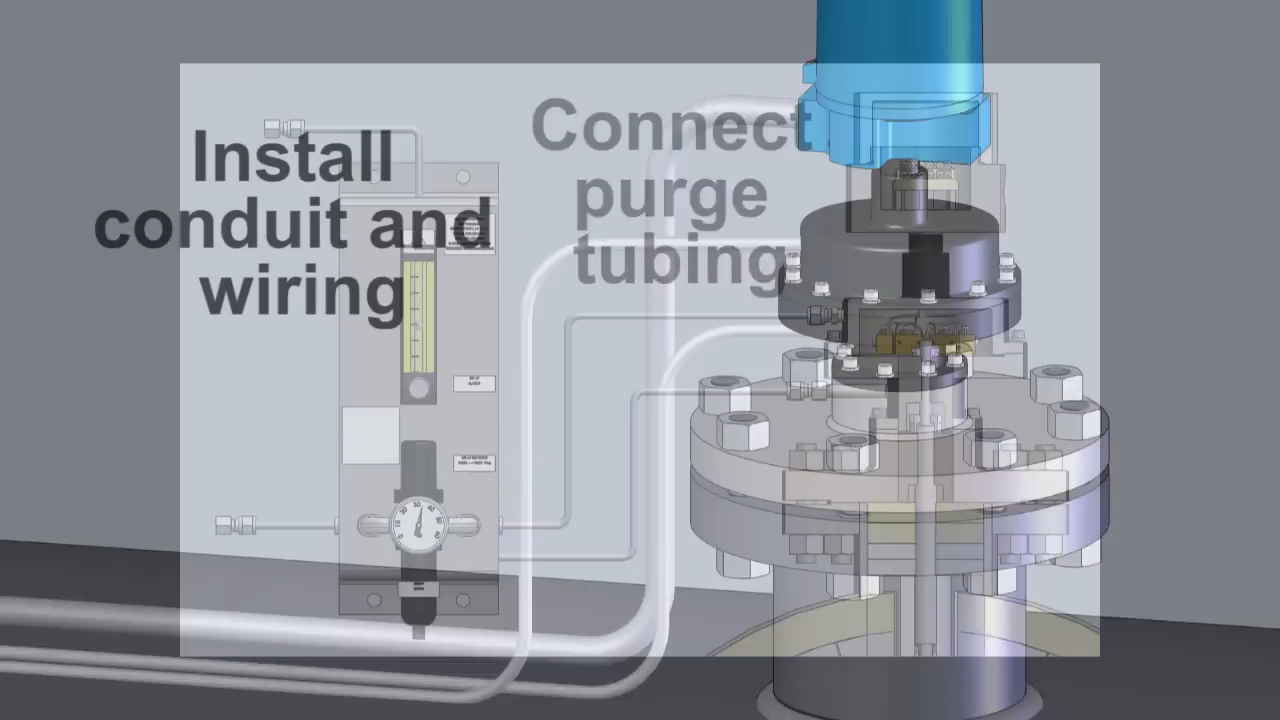 Install
conduit and
wiring
Connect
purge
tubing